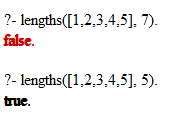 ?- lengths([1,2,3,4,5], 7).
false.
?- lengths([1,2,3,4,5], 5).
true.